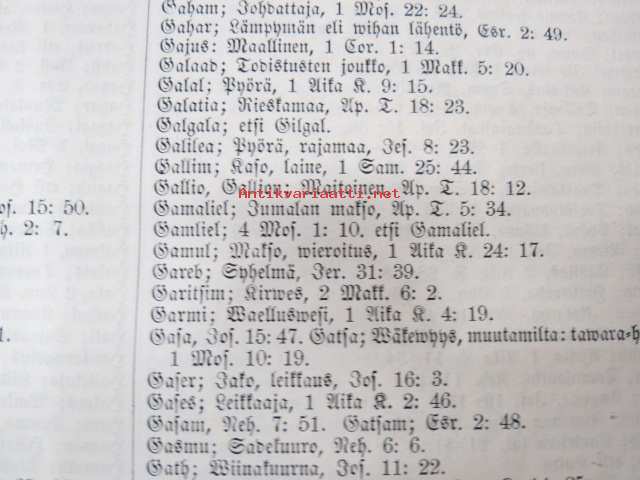 Gaham; Johdattaja, 1 Mos. 22: 24.
Gahar; Lämpymän eli wihan lähentö, Esr. 2: 49.
Gajus: Maallinen, 1 Cor. 1: 14.
Galaad; Todistusten joukko, 1 Makk. 5: 20.
Galal; Pyörä, 1 Aika K. 9: 15.
Galatia; Rieskamaa, Ap. T. 18: 23.
Galgala; etsi Gilgal.
Galilea; Pyörä, rajamaa, Jes. 8: 23.
Gallim; Kaso, laine, 1 Sam. 25: 44.
Gallio, Gallion; Maitoinen, Ap. T. 18: 12.
Antikvariaatti.net
os. 15: 50.
Gamaliel; Jumalan makso, Ap. T. 5: 34.
h. 2: 7.
Gamliel; 4 Mos. 1: 10. etsi Gamaliel.
Gamul; Makso, wieroitus, 1 Aika K. 24: 17.
Gareb; Syhelmä, Jer. 31: 39.
Garitsim; Kirwes, 2 Makk. 6: 2.
Garmi; Waelluswesi, 1 Aika K. 4: 19.
1.
Gasa, Jos. 15: 47. Gatsa; Wäkewyys, muutamilta: tawara-h
1 Mos. 10: 19.
Gaser; Jako, leikkaus, Jos. 16: 3.
Gases; Leikkaaja, 1 Aika K. 2: 46.
Gasam, Neh. 7: 51. Gatsam; Esr. 2: 48.
Gasmu; Sadekuuro, Neh. 6: 6.
Gath; Wiinakuurna, Jos. 11: 22.